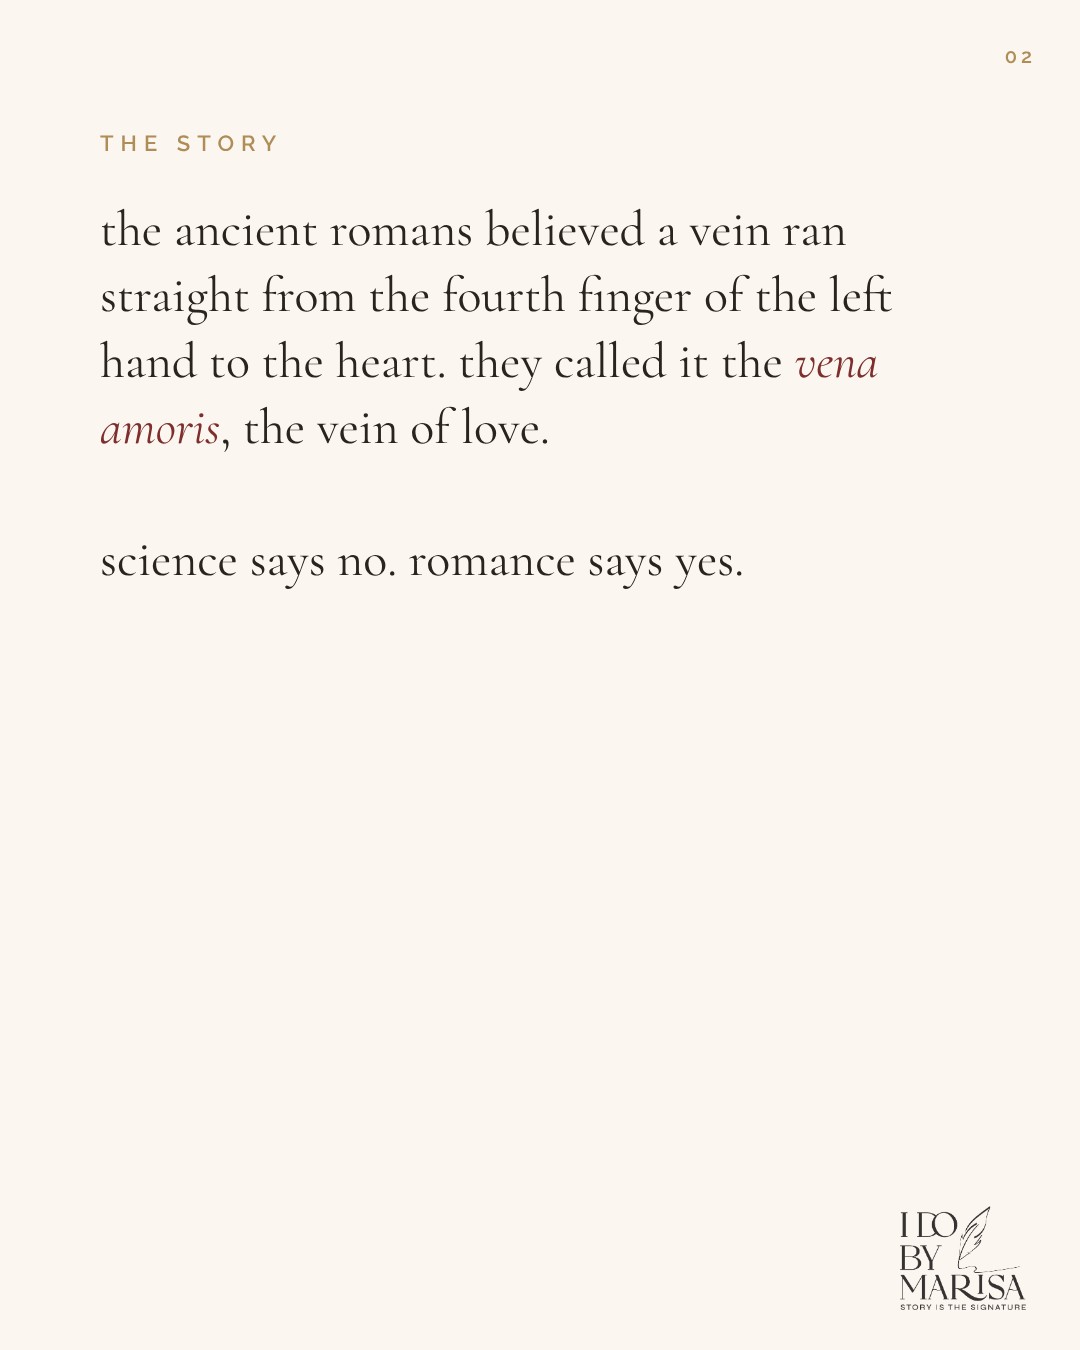 02
THE STORY
the ancient romans believed a vein ran
straight from the fourth finger of the left
hand to the heart. they called it the vena
amoris, the vein of love.
science says no. romance says yes.
I DO
BY
MARISA
STORY IS THE SIGNATURE